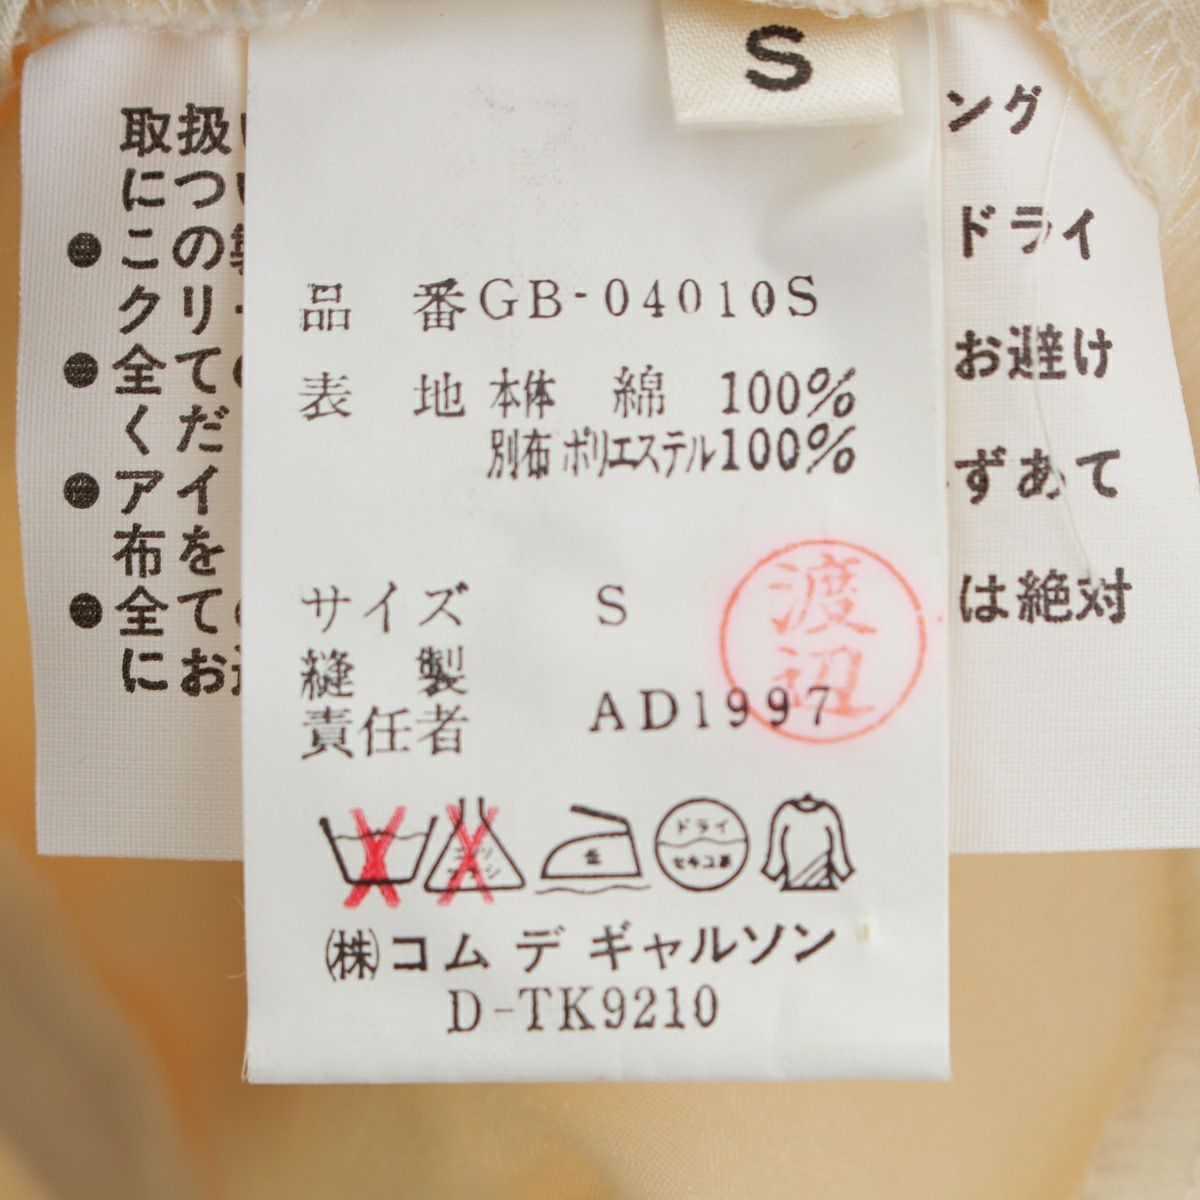 S
取扱い
につい
●この製
クリー
●全ての
くだ
●アイ
布を
●全ての
にお避
ング
ドライ
お避け
ずあて
は絶対
品番 GB-04010S
表地 本体 綿 100%
別布 ポリエステル 100%
サイズ S
縫製
責任者 AD1997
渡辺
ドライ
セキユ系
(株)コム デ ギャルソン
D-TK9210